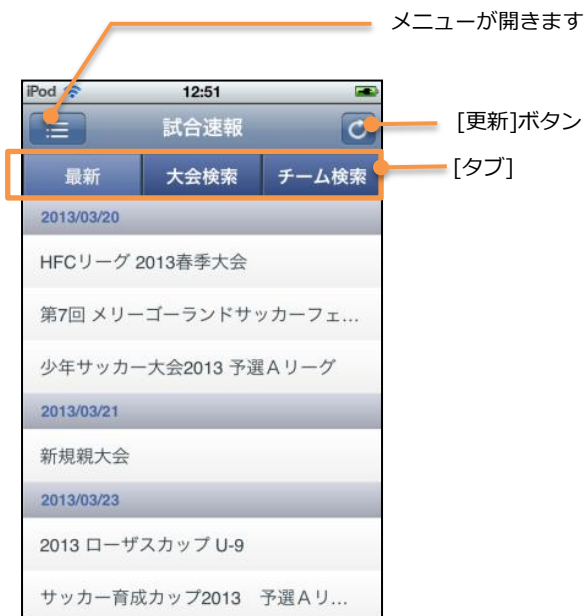 メニューが開きます
iPod 12:51
試合速報
[更新]ボタン
最新 大会検索 チーム検索
[タブ]
2013/03/20
HFCリーグ 2013春季大会
第7回 メリーゴーランドサッカーフェ…
少年サッカー大会2013 予選Ａリーグ
2013/03/21
新規親大会
2013/03/23
2013 ローザスカップ U-9
サッカー育成カップ2013　予選Ａリ…